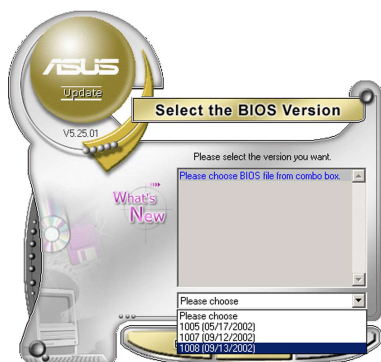 ASUS
Update
V5.25.01
Select the BIOS Version
Please select the version you want.
What's
New
Please choose BIOS file from combo box.
Please choose
Please choose
1005 (05/17/2002)
1007 (09/12/2002)
1008 (09/13/2002)